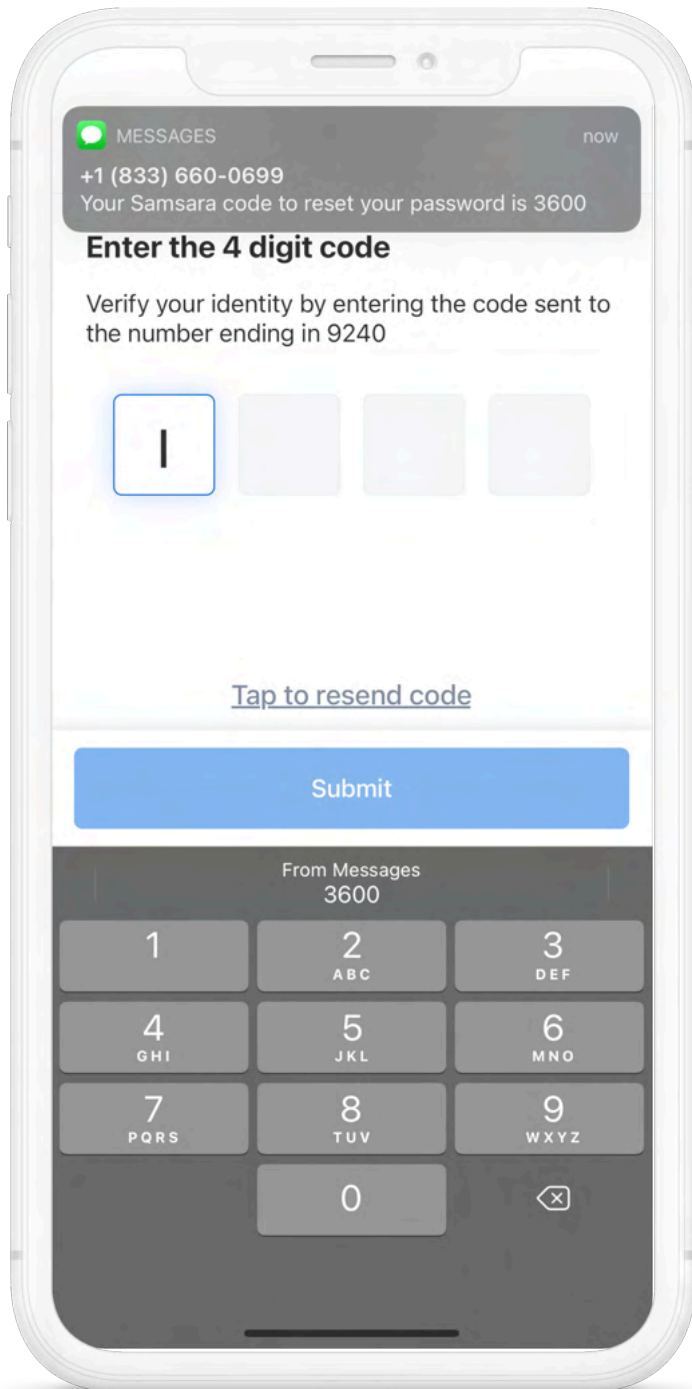 MESSAGES now
+1 (833) 660-0699
Your Samsara code to reset your password is 3600
Enter the 4 digit code
Verify your identity by entering the code sent to
the number ending in 9240
Tap to resend code
Submit
From Messages
3600
1 2 3
ABC DEF
4 5 6
GHI JKL MNO
7 8 9
PQRS TUV WXYZ
0